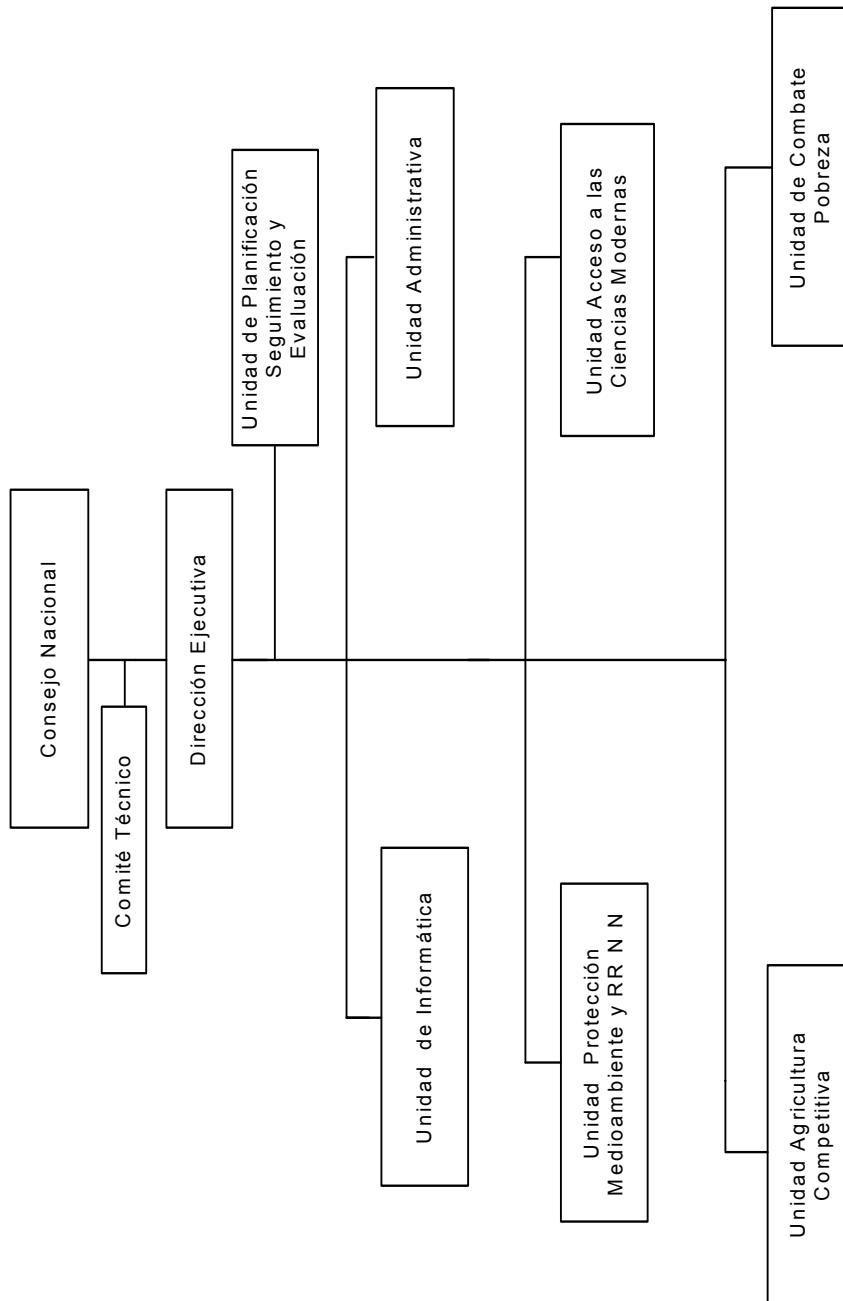 Consejo Nacional
Comité Técnico
Dirección Ejecutiva
Unidad de Planificación
Seguimiento y
Evaluación
Unidad de Informática
Unidad Administrativa
Unidad Protección
Medioambiente y RR N N
Unidad Acceso a las
Ciencias Modernas
Unidad Agricultura
Competitiva
Unidad de Combate
Pobreza